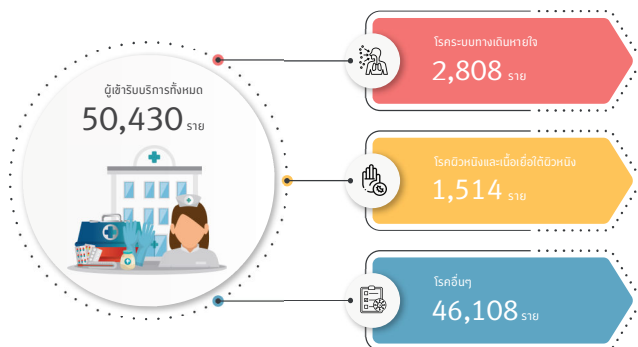 ผู้เข้ารับบริการทั้งหมด
50,430 ราย
โรคระบบทางเดินหายใจ
2,808 ราย
โรคผิวหนังและเนื้อเยื่อใต้ผิวหนัง
1,514 ราย
โรคอื่นๆ
46,108 ราย